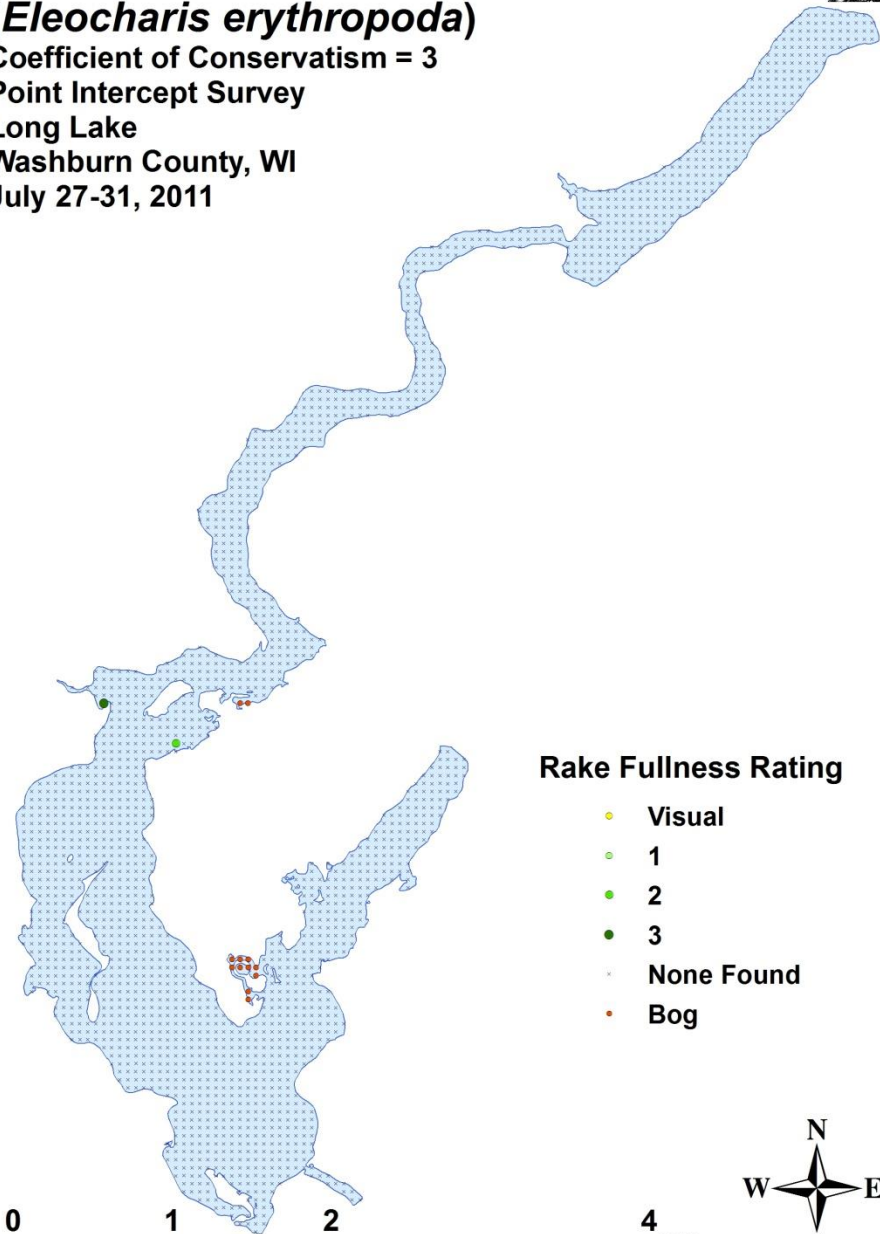 Eleocharis erythropoda)
Coefficient of Conservatism = 3
Point Intercept Survey
Long Lake
Washburn County, WI
July 27-31, 2011
Rake Fullness Rating
Visual
1
2
3
None Found
Bog
N
W E
0 1 2 4